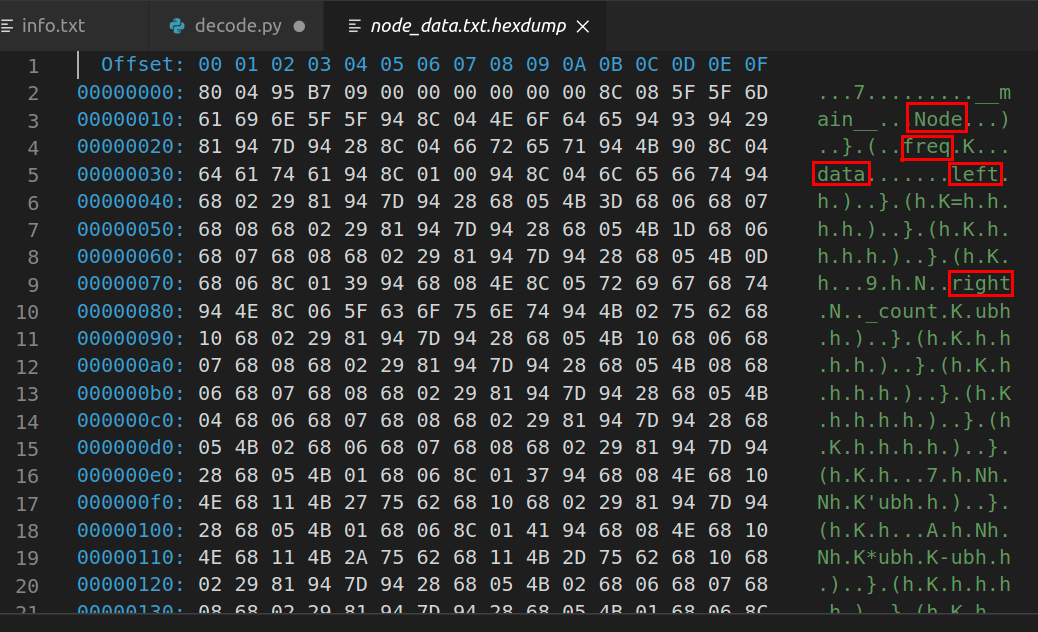 info.txt decode.py node_data.txt.hexdump
1 Offset: 00 01 02 03 04 05 06 07 08 09 0A 0B 0C 0D 0E 0F
2 00000000: 80 04 95 B7 09 00 00 00 00 00 00 8C 08 5F 5F 6D ...7.........__m
3 00000010: 61 69 6E 5F 5F 94 8C 04 4E 6F 64 65 94 93 94 29 ain__...Node...)
4 00000020: 81 94 7D 94 28 8C 04 66 72 65 71 94 4B 90 8C 04 ..}.(..freq.K...
5 00000030: 64 61 74 61 94 8C 01 00 94 8C 04 6C 65 66 74 94 data.......left.
6 00000040: 68 02 29 81 94 7D 94 28 68 05 4B 3D 68 06 68 07 h.)..}.(h.K=h.h.
7 00000050: 68 08 68 02 29 81 94 7D 94 28 68 05 4B 1D 68 06 h.h.)..}.(h.K.h.
8 00000060: 68 07 68 08 68 02 29 81 94 7D 94 28 68 05 4B 0D h.h.h.)..}.(h.K.
9 00000070: 68 06 8C 01 39 94 68 08 4E 8C 05 72 69 67 68 74 h...9.h.N..right
10 00000080: 94 4E 8C 06 5F 63 6F 75 6E 74 94 4B 02 75 62 68 .N.._count.K.ubh
11 00000090: 10 68 02 29 81 94 7D 94 28 68 05 4B 10 68 06 68 .h.)..}.(h.K.h.h
12 000000a0: 07 68 08 68 02 29 81 94 7D 94 28 68 05 4B 08 68 .h.h.)..}.(h.K.h
13 000000b0: 06 68 07 68 08 68 02 29 81 94 7D 94 28 68 05 4B .h.h.h.)..}.(h.K
14 000000c0: 04 68 06 68 07 68 08 68 02 29 81 94 7D 94 28 68 .h.h.h.h.)..}.(h
15 000000d0: 05 4B 02 68 06 68 07 68 08 68 02 29 81 94 7D 94 .K.h.h.h.h.)..}.
16 000000e0: 28 68 05 4B 01 68 06 8C 01 37 94 68 08 4E 68 10 (h.K.h...7.h.Nh.
17 000000f0: 4E 68 11 4B 27 75 62 68 10 68 02 29 81 94 7D 94 Nh.K'ubh.h.)..}.
18 00000100: 28 68 05 4B 01 68 06 8C 01 41 94 68 08 4E 68 10 (h.K.h...A.h.Nh.
19 00000110: 4E 68 11 4B 2A 75 62 68 11 4B 2D 75 62 68 10 68 Nh.K*ubh.K-ubh.h
20 00000120: 02 29 81 94 7D 94 28 68 05 4B 02 68 06 68 07 68 .)..}.(h.K.h.h.h
21 00000130: 08 68 02 29 81 94 7D 94 28 68 05 4B 01 68 06 8C .h.)..}.(h.K.h..